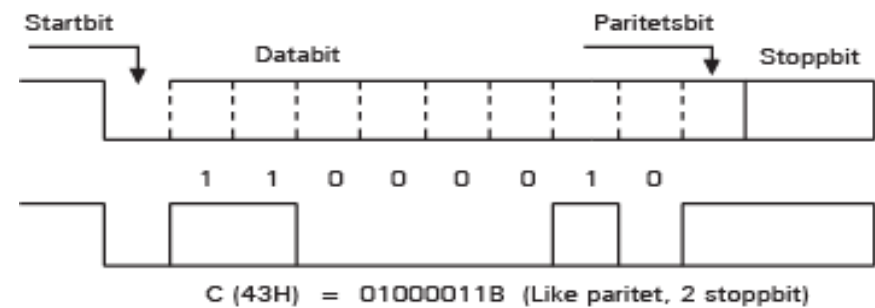 Startbit Paritetsbit
Databit Stoppbit
1 1 0 0 0 0 1 0
C (43H) = 01000011B (Like paritet, 2 stoppbit)